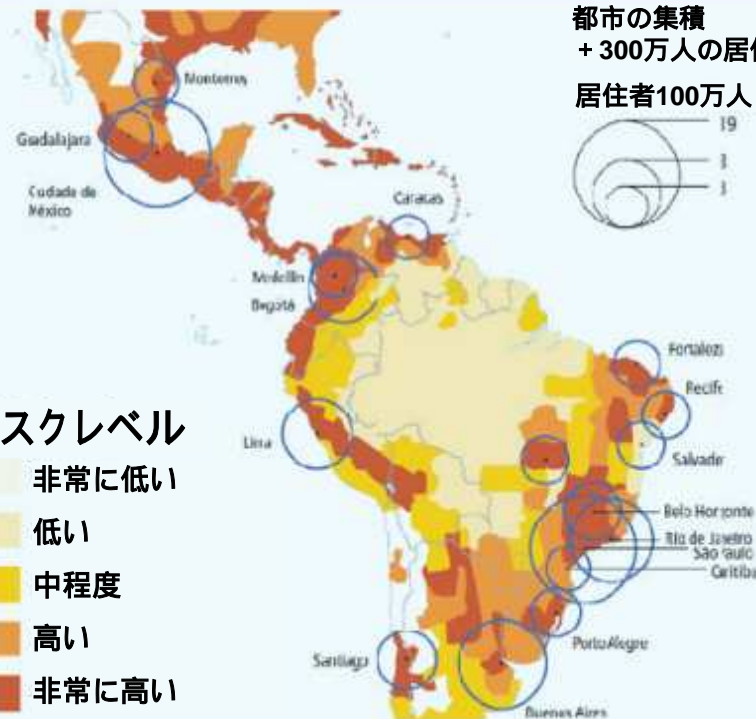 都市の集積
+ 300万人の居住
居住者100万人
19
3
1
Monterrey
Guadalajara
Cudade de
México
Caracas
Medellín
Bogotá
Fortalez
Recife
Lima
Salvador
スクレベル
非常に低い
低い
中程度
高い
非常に高い
Belo Horizonte
Rio de Janeiro
São Paulo
Curitiba
Porto Alegre
Santiago
Buenos Aires